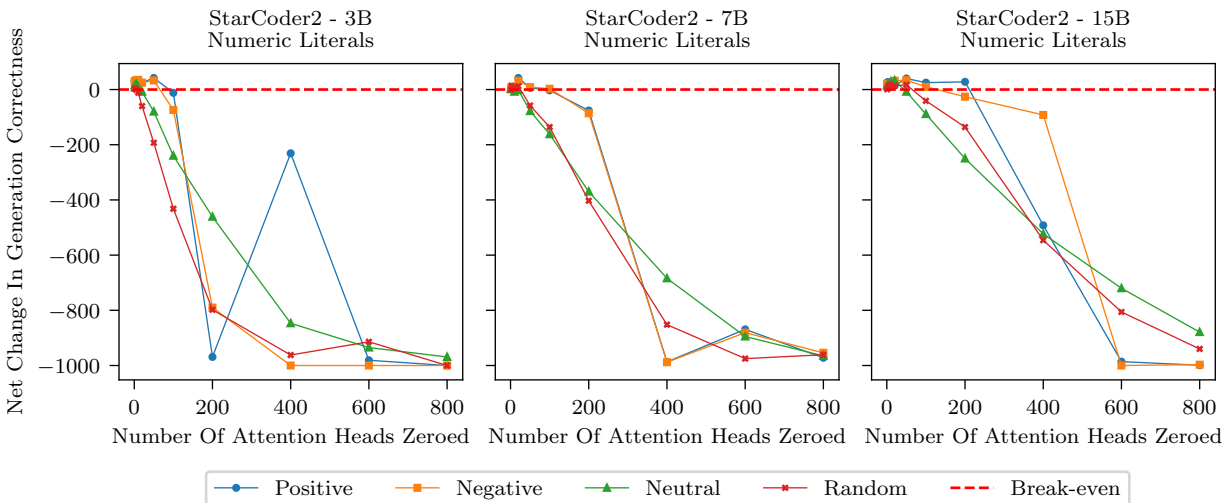 StarCoder2 - 3B
Numeric Literals
StarCoder2 - 7B
Numeric Literals
StarCoder2 - 15B
Numeric Literals
Net Change In Generation Correctness
0
−200
−400
−600
−800
−1000
0 200 400 600 800
0 200 400 600 800
0 200 400 600 800
Number Of Attention Heads Zeroed
Number Of Attention Heads Zeroed
Number Of Attention Heads Zeroed
Positive Negative Neutral Random Break-even